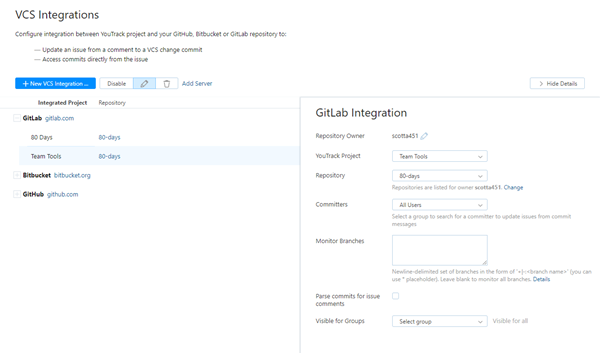 VCS Integrations
Configure integration between YouTrack project and your GitHub, Bitbucket or GitLab repository to:
— Update an issue from a comment to a VCS change commit
— Access commits directly from the issue
+ New VCS Integration ... Disable Add Server Hide Details
Integrated Project Repository
GitLab gitlab.com
80 Days 80-days
Team Tools 80-days
Bitbucket bitbucket.org
GitHub github.com
GitLab Integration
Repository Owner scotta451
YouTrack Project Team Tools
Repository 80-days
Repositories are listed for owner scotta451. Change
Committers All Users
Select a group to search for a committer to update issues from commit
messages
Monitor Branches
Newline-delimited set of branches in the form of '+|-:<branch name>' (you can
use * placeholder). Leave blank to monitor all branches. Details
Parse commits for issue
comments
Visible for Groups Select group Visible for all